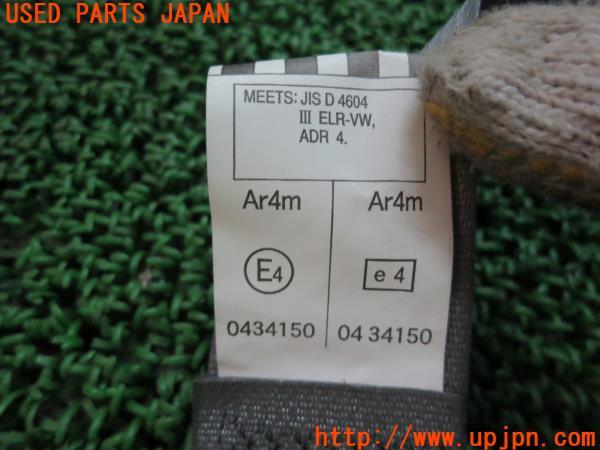 USED PARTS JAPAN
MEETS: JIS D 4604
III ELR-VW,
ADR 4.
Ar4m Ar4m
E4 e 4
0434150 04 34150
http://www.upjpn.com